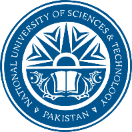 NATIONAL UNIVERSITY OF SCIENCES & TECHNOLOGY
PAKISTAN